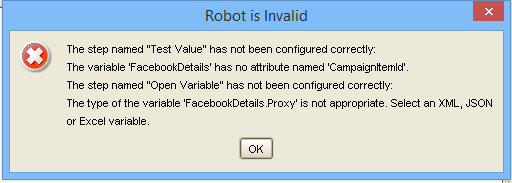 Robot is Invalid
The step named "Test Value" has not been configured correctly:
The variable 'FacebookDetails' has no attribute named 'CampaignItemId'.
The step named "Open Variable" has not been configured correctly:
The type of the variable 'FacebookDetails.Proxy' is not appropriate. Select an XML, JSON
or Excel variable.
OK